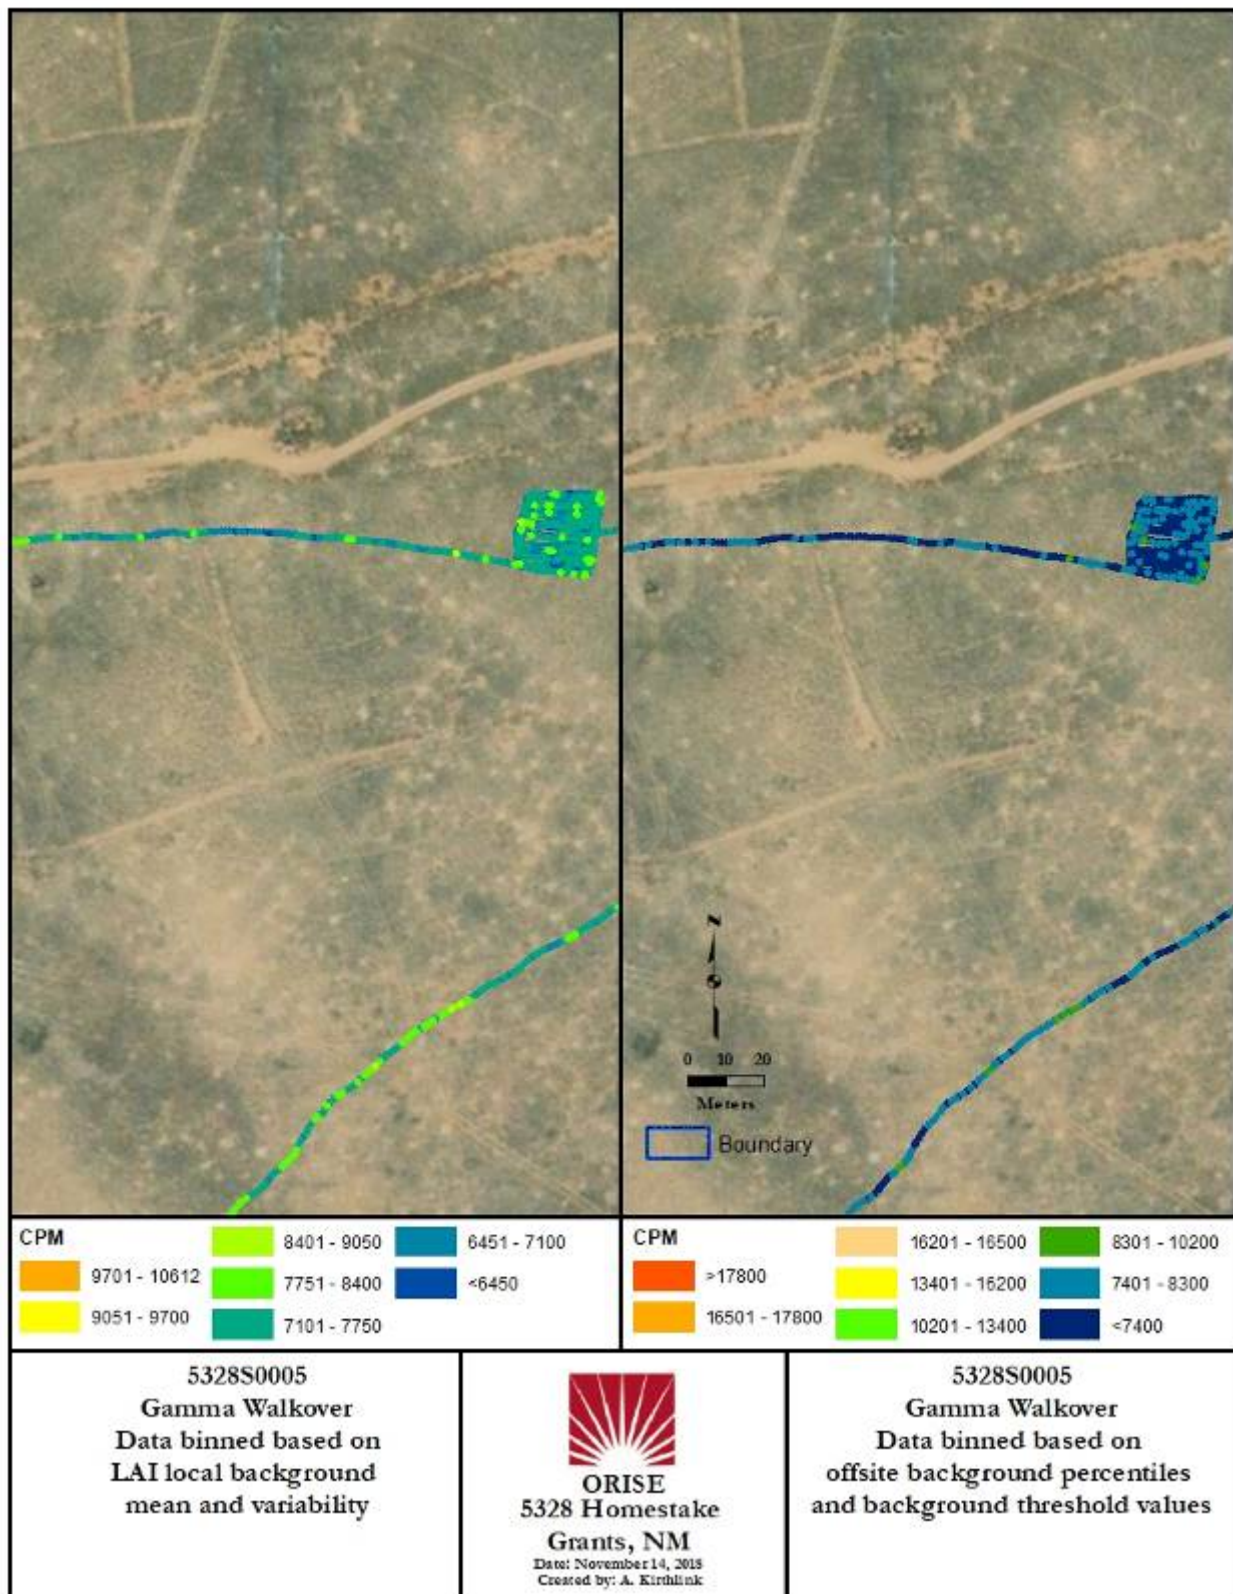 N
0 10 20
Meters
Boundary
CPM
9701 - 10612
9051 - 9700
8401 - 9050
7751 - 8400
7101 - 7750
6451 - 7100
<6450
CPM
>17800
16501 - 17800
16201 - 16500
13401 - 16200
10201 - 13400
8301 - 10200
7401 - 8300
<7400
5328S0005
Gamma Walkover
Data binned based on
LAI local background
mean and variability
ORISE
5328 Homestake
Grants, NM
Date: November 14, 2018
Created by: A. Kirthlink
5328S0005
Gamma Walkover
Data binned based on
offsite background percentiles
and background threshold values